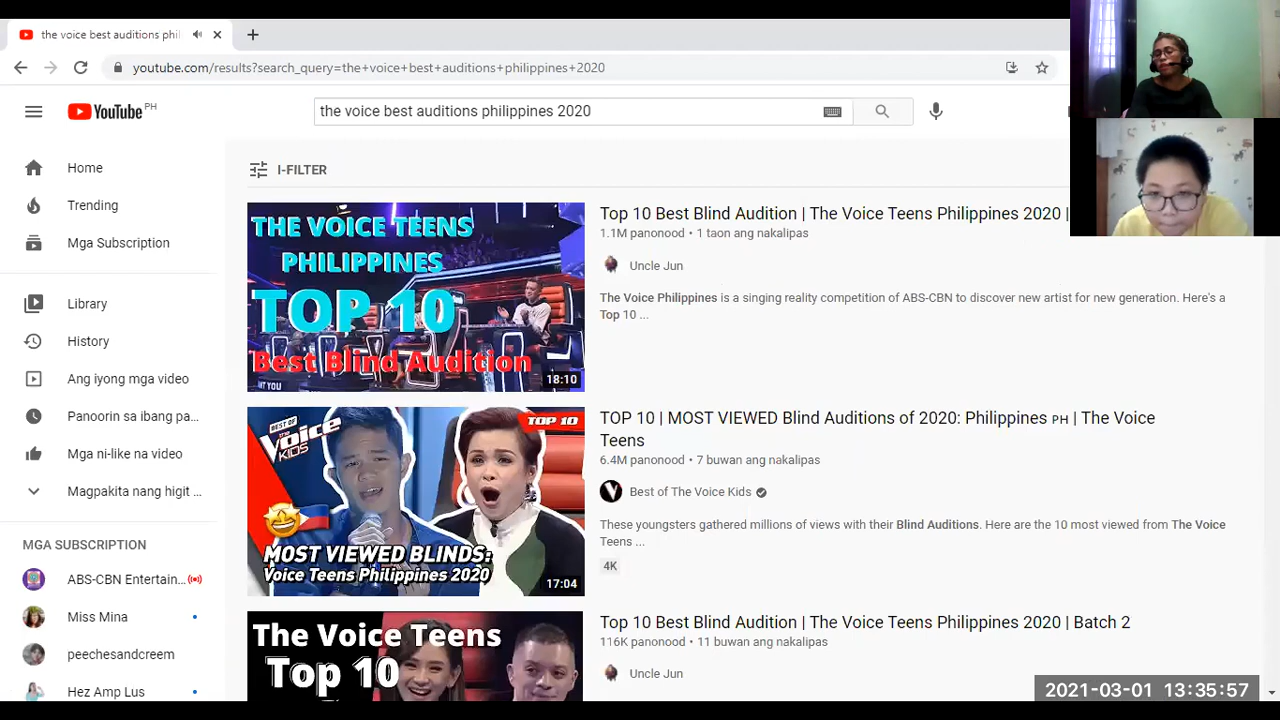 the voice best auditions phil
youtube.com/results?search_query=the+voice+best+auditions+philippines+2020
YouTube PH
the voice best auditions philippines 2020
Home
Trending
Mga Subscription
Library
History
Ang iyong mga video
Panoorin sa ibang pa...
Mga ni-like na video
Magpakita nang higit ...
MGA SUBSCRIPTION
ABS-CBN Entertain...
Miss Mina
peechesandcreem
Hez Amp Lus
I-FILTER
THE VOICE TEENS
PHILIPPINES
TOP 10
Best Blind Audition
18:10
Top 10 Best Blind Audition | The Voice Teens Philippines 2020 |
1.1M panonood • 1 taon ang nakalipas
Uncle Jun
The Voice Philippines is a singing reality competition of ABS-CBN to discover new artist for new generation. Here's a
Top 10 ...
BEST OF
the Voice
KIDS
TOP 10
MOST VIEWED BLINDS:
Voice Teens Philippines 2020
17:04
TOP 10 | MOST VIEWED Blind Auditions of 2020: Philippines PH | The Voice
Teens
6.4M panonood • 7 buwan ang nakalipas
Best of The Voice Kids
These youngsters gathered millions of views with their Blind Auditions. Here are the 10 most viewed from The Voice
Teens ...
4K
The Voice Teens
Top 10
Top 10 Best Blind Audition | The Voice Teens Philippines 2020 | Batch 2
116K panonood • 11 buwan ang nakalipas
Uncle Jun
2021-03-01 13:35:57